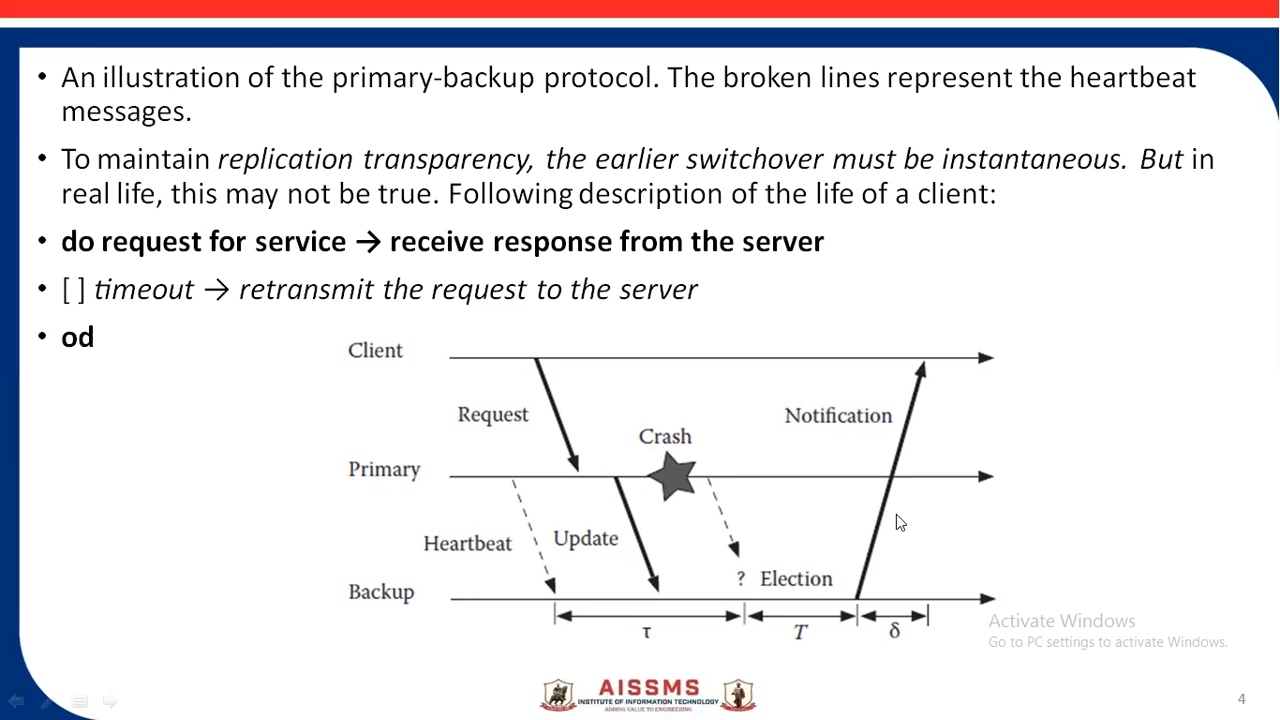 • An illustration of the primary-backup protocol. The broken lines represent the heartbeat
messages.
• To maintain replication transparency, the earlier switchover must be instantaneous. But in
real life, this may not be true. Following description of the life of a client:
• do request for service → receive response from the server
• [ ] timeout → retransmit the request to the server
• od
Client
Request
Notification
Crash
Primary
Heartbeat
Update
? Election
Backup
τ
T
δ
Activate Windows
Go to PC settings to activate Windows.
AISSMS
INSTITUTE OF INFORMATION TECHNOLOGY
ADDING VALUE TO ENGINEERING
4